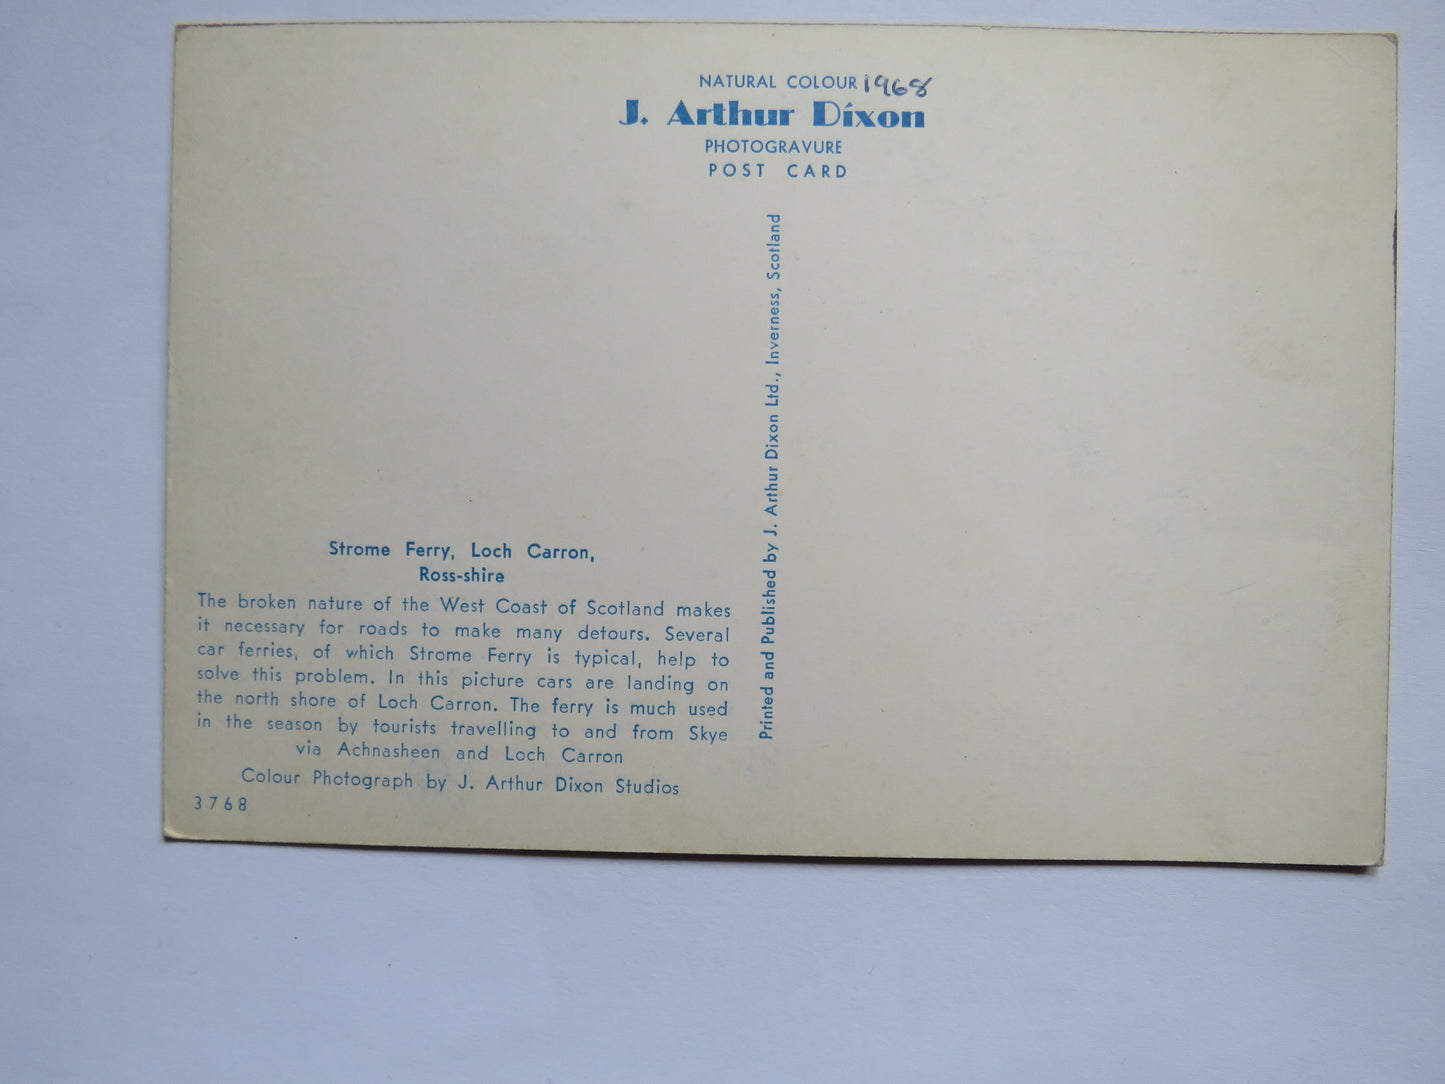 NATURAL COLOUR 1968
J. Arthur Dixon
PHOTOGRAVURE
POST CARD
Printed and Published by J. Arthur Dixon Ltd., Inverness, Scotland
Strome Ferry, Loch Carron,
Ross-shire
The broken nature of the West Coast of Scotland makes
it necessary for roads to make many detours. Several
car ferries, of which Strome Ferry is typical, help to
solve this problem. In this picture cars are landing on
the north shore of Loch Carron. The ferry is much used
in the season by tourists travelling to and from Skye
via Achnasheen and Loch Carron
Colour Photograph by J. Arthur Dixon Studios
3768